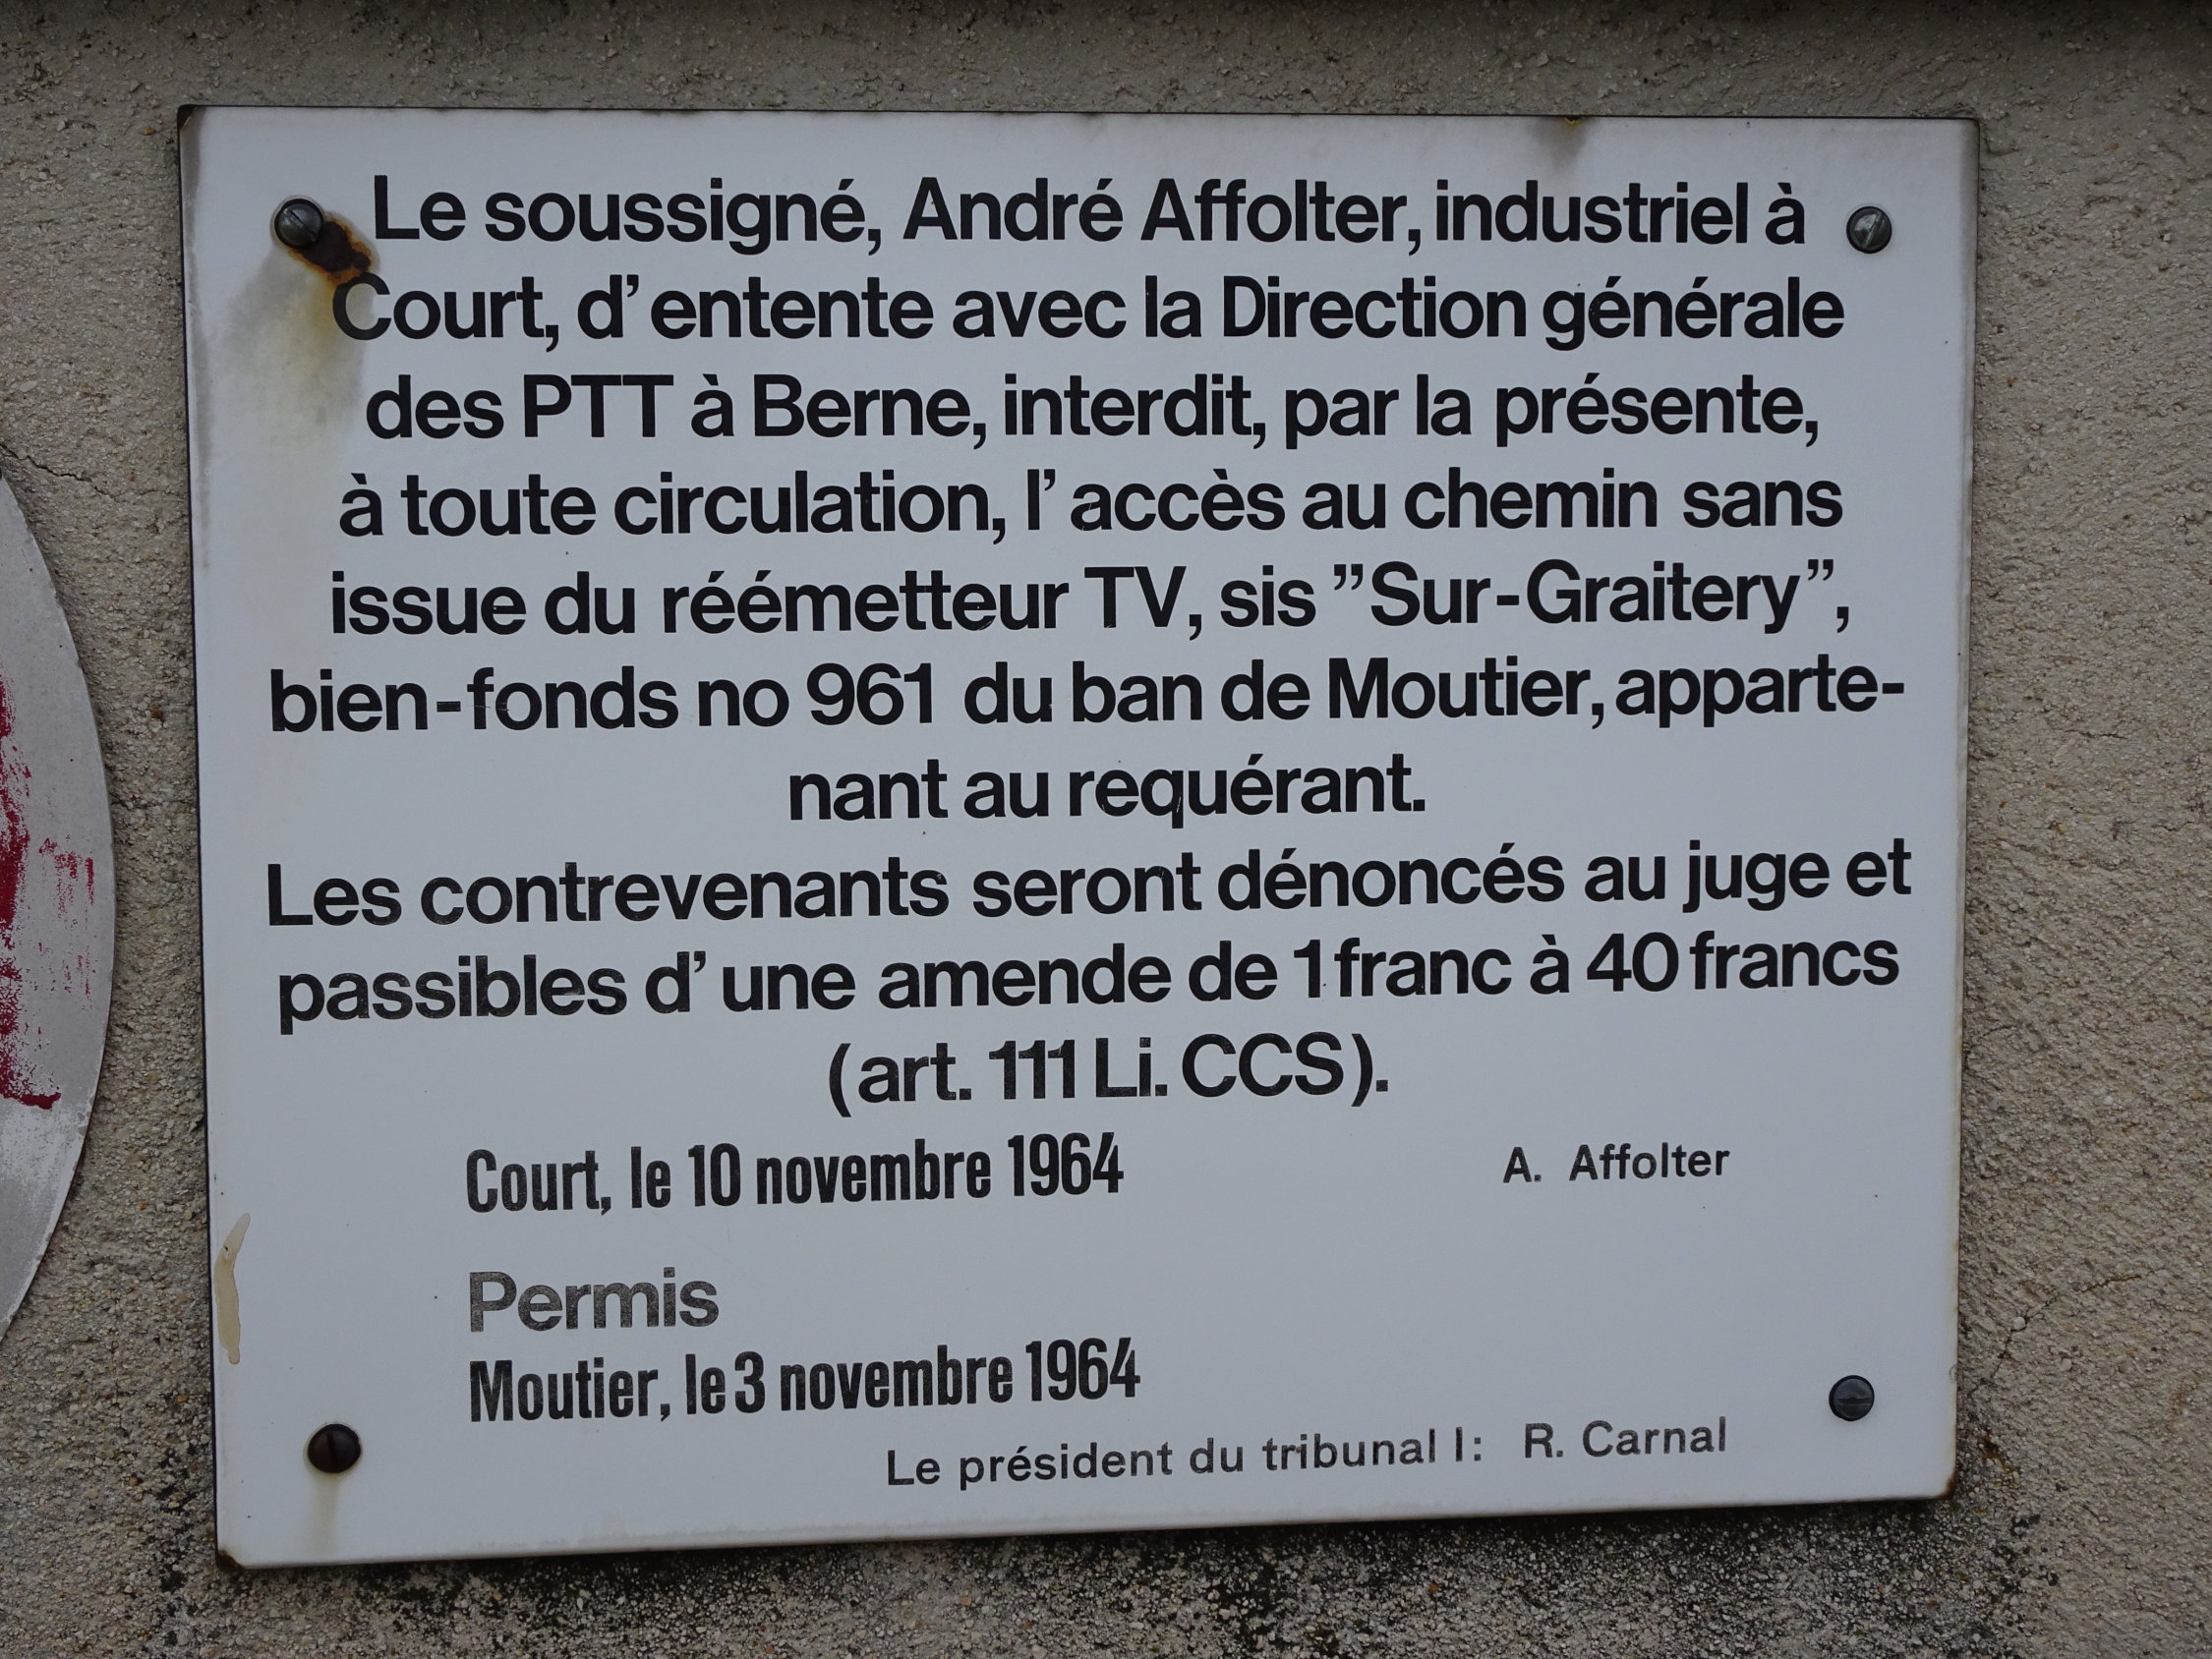 Le soussigné, André Affolter, industriel à
Court, d'entente avec la Direction générale
des PTT à Berne, interdit, par la présente,
à toute circulation, l'accès au chemin sans
issue du réémetteur TV, sis ”Sur-Graitery”,
bien-fonds no 961 du ban de Moutier, apparte-
nant au requérant.
Les contrevenants seront dénoncés au juge et
passibles d'une amende de 1 franc à 40 francs
(art. 111 Li. CCS).
Court, le 10 novembre 1964 A. Affolter
Permis
Moutier, le 3 novembre 1964
Le président du tribunal I: R. Carnal